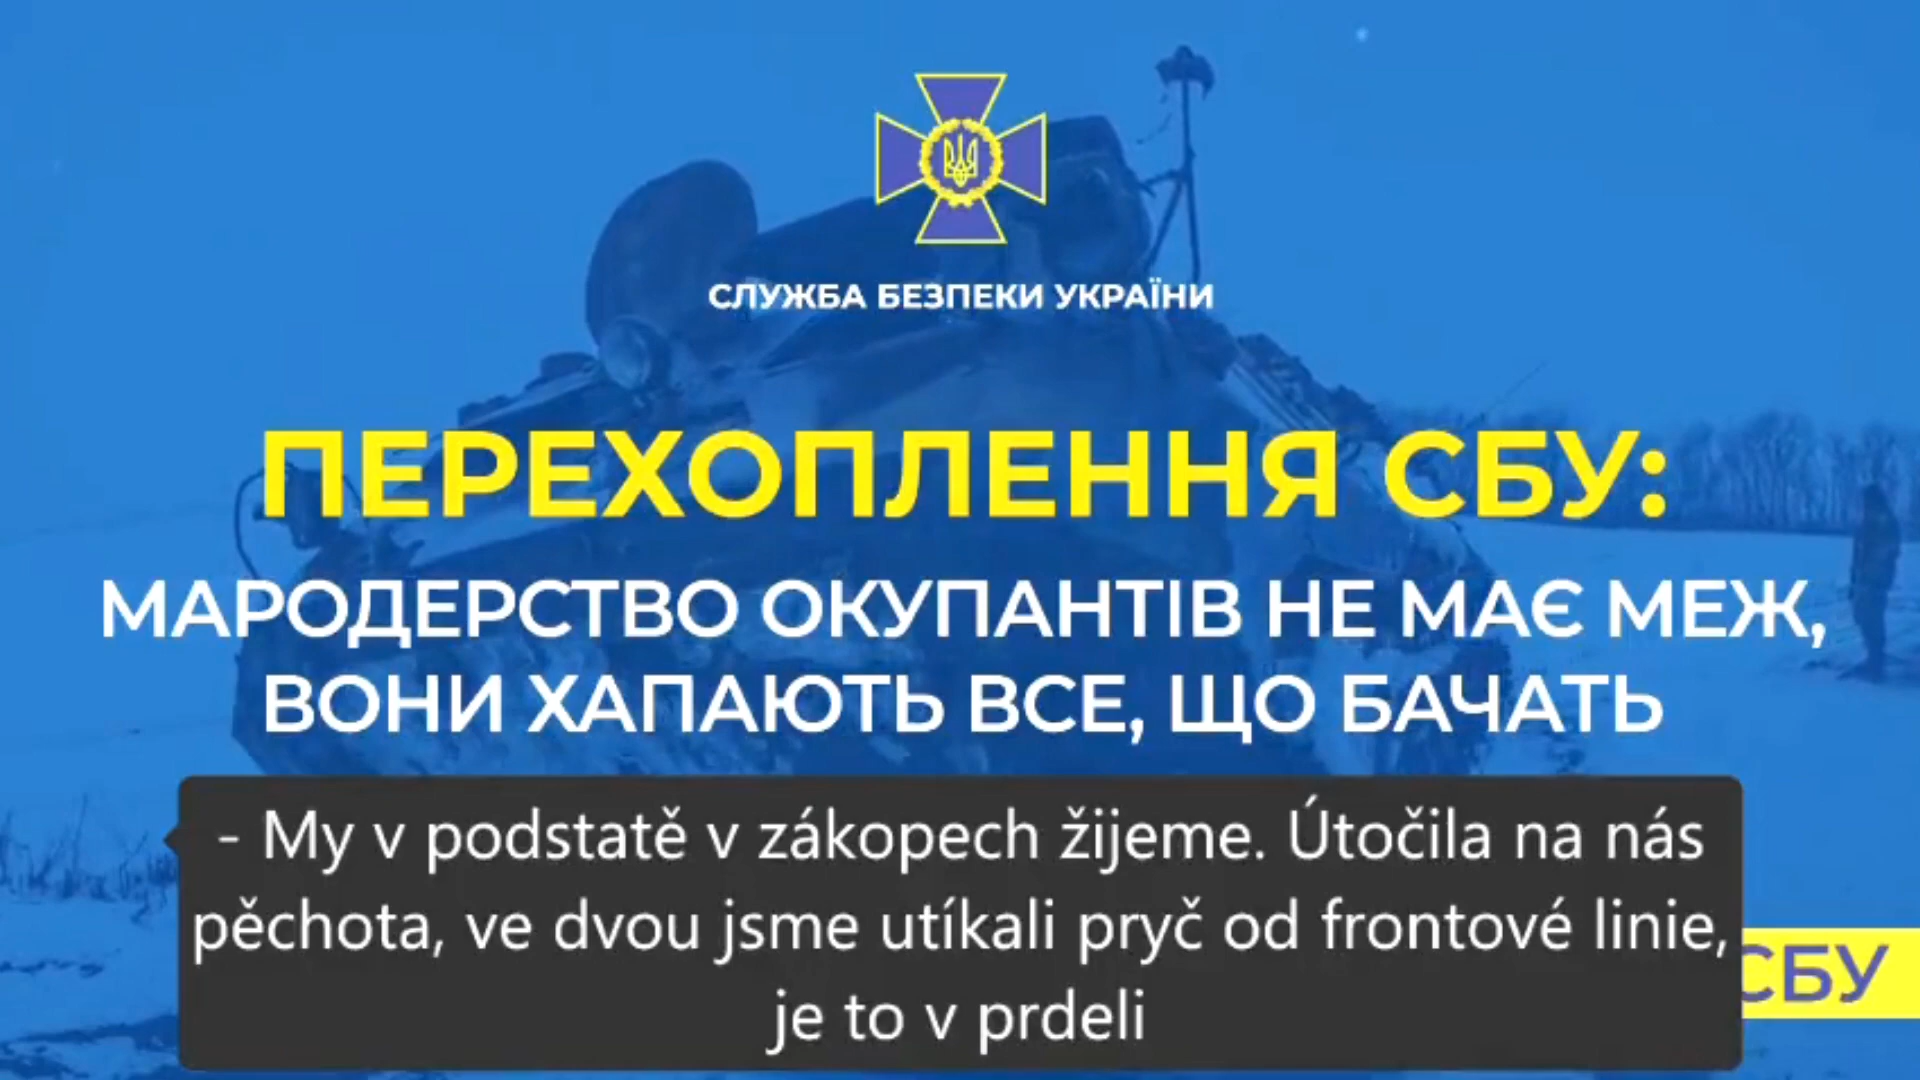 СЛУЖБА БЕЗПЕКИ УКРАЇНИ
ПЕРЕХОПЛЕННЯ СБУ:
МАРОДЕРСТВО ОКУПАНТІВ НЕ МАЄ МЕЖ,
ВОНИ ХАПАЮТЬ ВСЕ, ЩО БАЧАТЬ
- My v podstatě v zákopech žijeme. Útočila na nás
pěchota, ve dvou jsme utíkali pryč od frontové linie,
je to v prdeli
СБУ